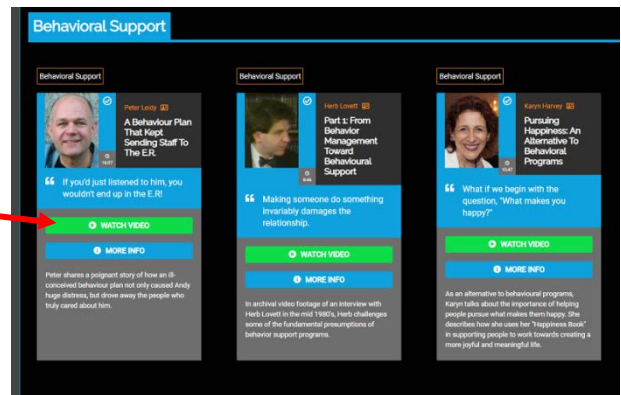 Behavioral Support
Behavioral Support
Peter Leidy
A Behaviour Plan
That Kept
Sending Staff To
The E.R.
If you'd just listened to him, you
wouldn't end up in the E.R!
WATCH VIDEO
MORE INFO
Peter shares a poignant story of how an ill-
conceived behaviour plan not only caused Andy
huge distress, but drove away the people who
truly cared about him.
Behavioral Support
Herb Lovett
Part 1: From
Behavior
Management
Toward
Behavioural
Support
Making someone do something
invariably damages the
relationship.
WATCH VIDEO
MORE INFO
In archival video footage of an interview with
Herb Lovett in the mid 1980's, Herb challenges
some of the fundamental presumptions of
behavior support programs.
Behavioral Support
Karyn Harvey
Pursuing
Happiness: An
Alternative To
Behavioral
Programs
What if we begin with the
question, "What makes you
happy?"
WATCH VIDEO
MORE INFO
As an alternative to behavioural programs,
Karyn talks about the importance of helping
people pursue what makes them happy. She
describes how she uses her "Happiness Book"
in supporting people to work towards creating a
more joyful and meaningful life.